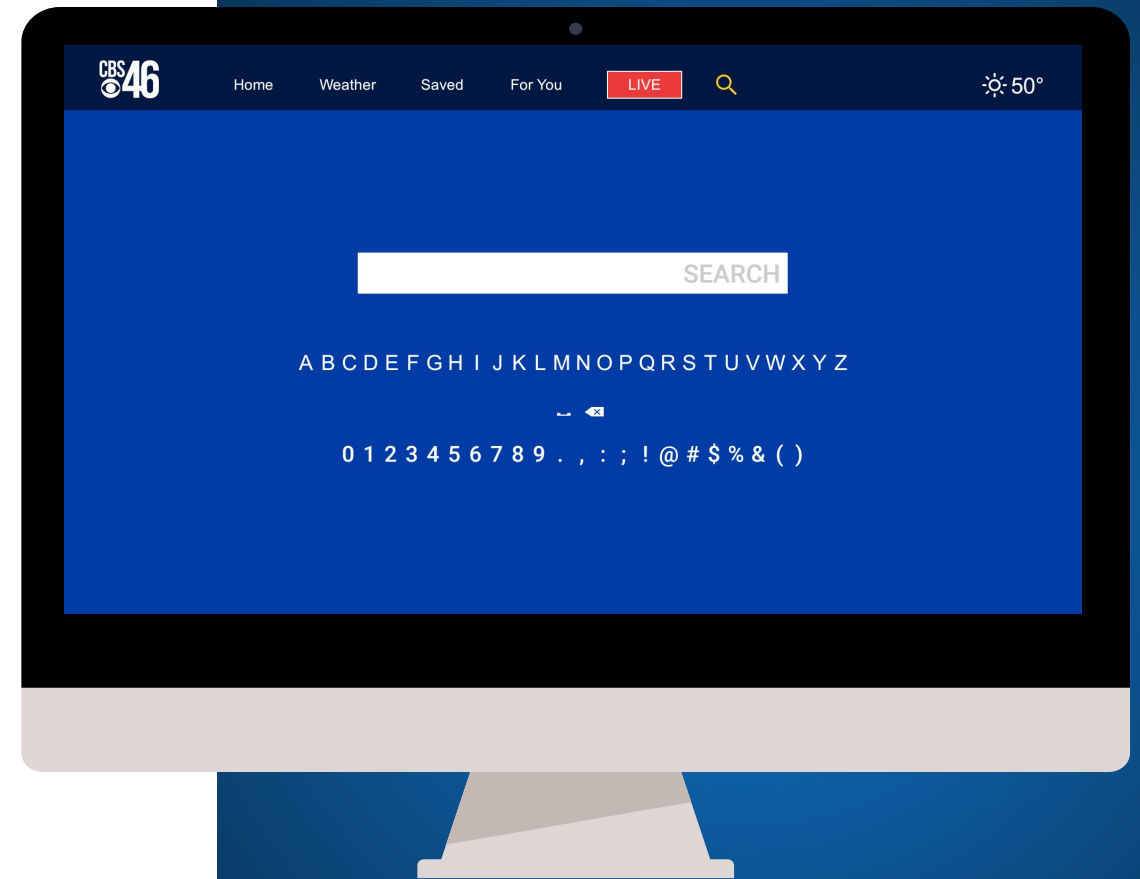 CBS 46
Home Weather Saved For You LIVE 50°
SEARCH
A B C D E F G H I J K L M N O P Q R S T U V W X Y Z
0 1 2 3 4 5 6 7 8 9 . , : ; ! @ # $ % & ( )